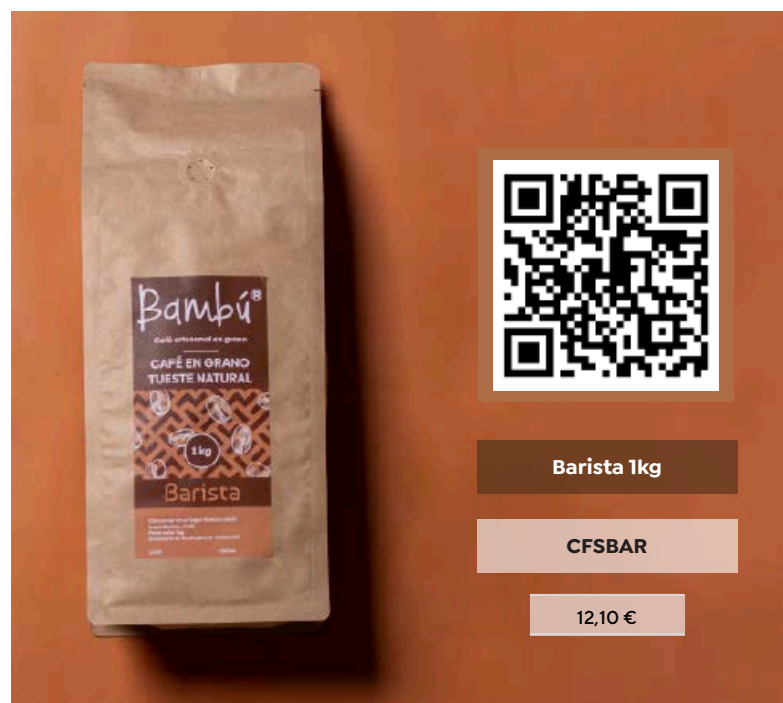 Bambú®
Café artesanal en grano
CAFÉ EN GRANO
TUESTE NATURAL
1kg
Barista
Barista 1kg
CFSBAR
12,10 €